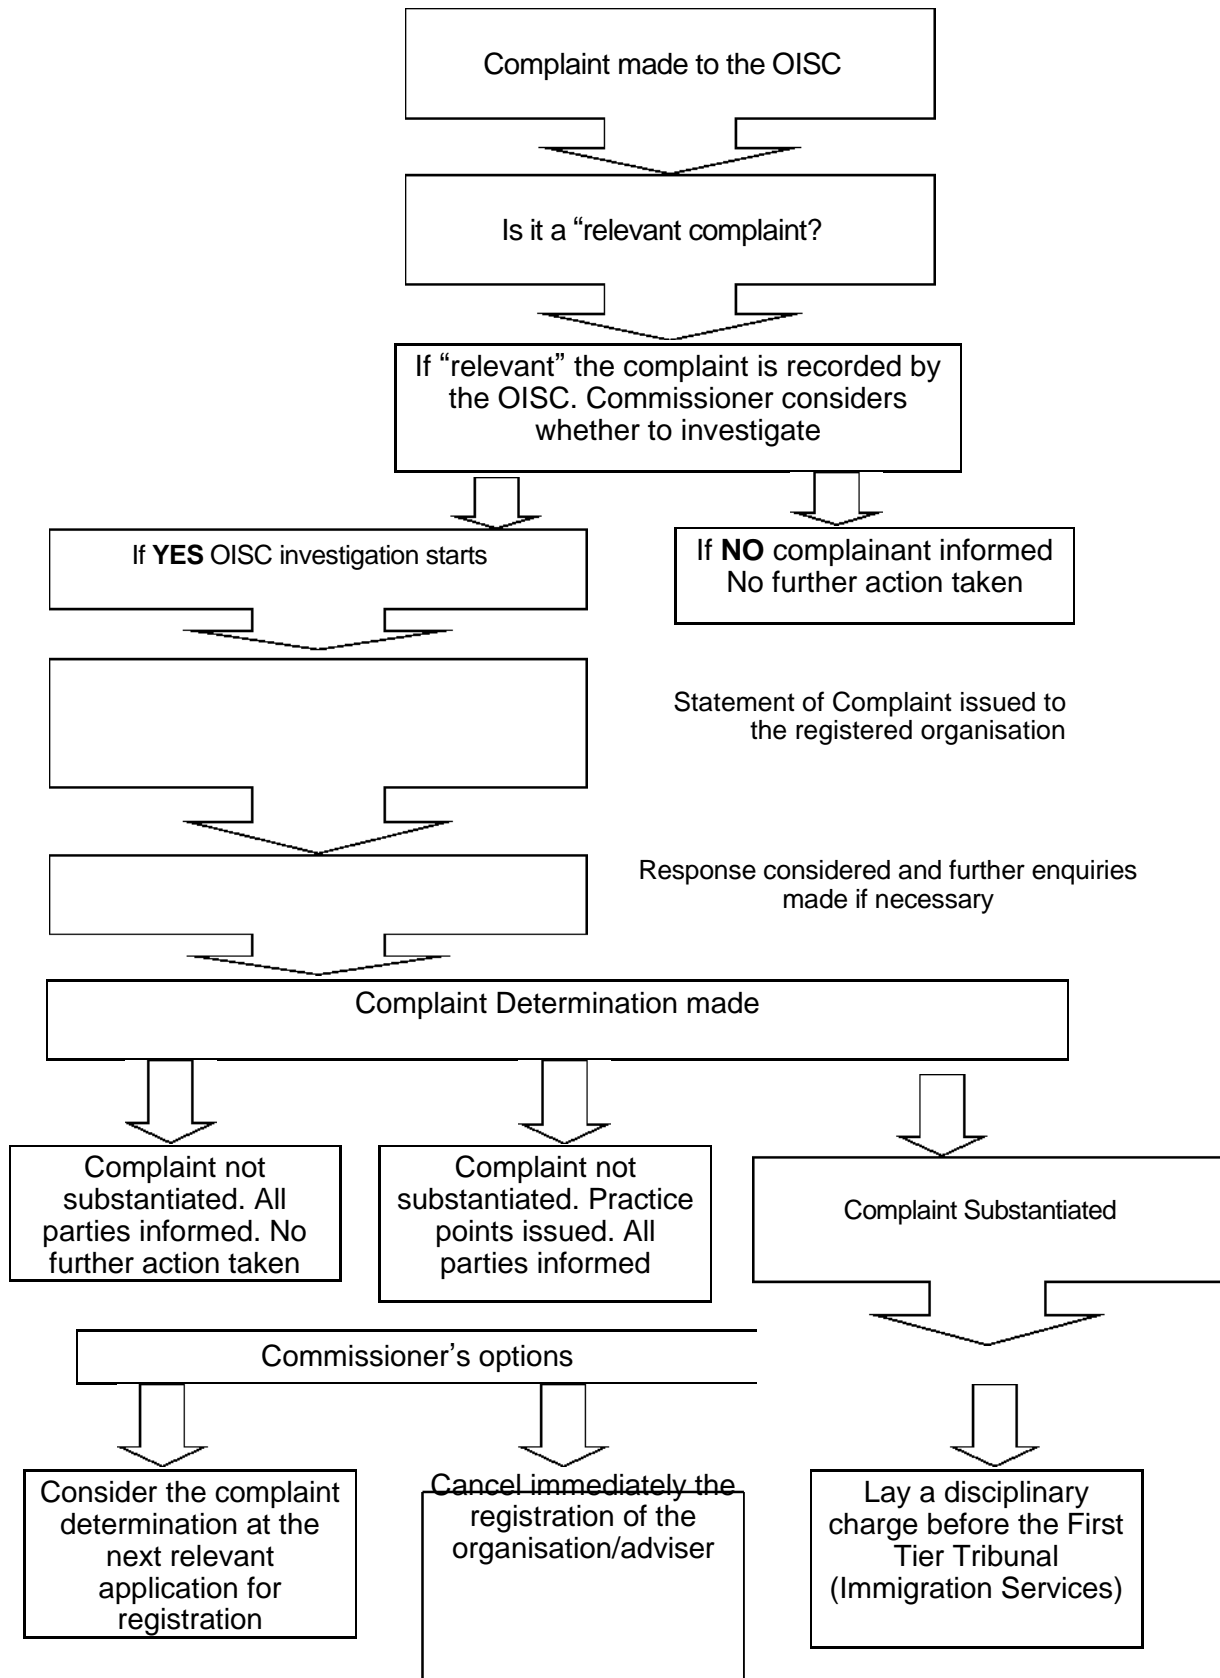 Complaint made to the OISC
Is it a “relevant complaint?
If “relevant” the complaint is recorded by
the OISC. Commissioner considers
whether to investigate
If YES OISC investigation starts
If NO complainant informed
No further action taken
Statement of Complaint issued to
the registered organisation
Response considered and further enquiries
made if necessary
Complaint Determination made
Complaint not
substantiated. All
parties informed. No
further action taken
Complaint not
substantiated. Practice
points issued. All
parties informed
Complaint Substantiated
Commissioner’s options
Consider the complaint
determination at the
next relevant
application for
registration
Cancel immediately the
registration of the
organisation/adviser
Lay a disciplinary
charge before the First
Tier Tribunal
(Immigration Services)